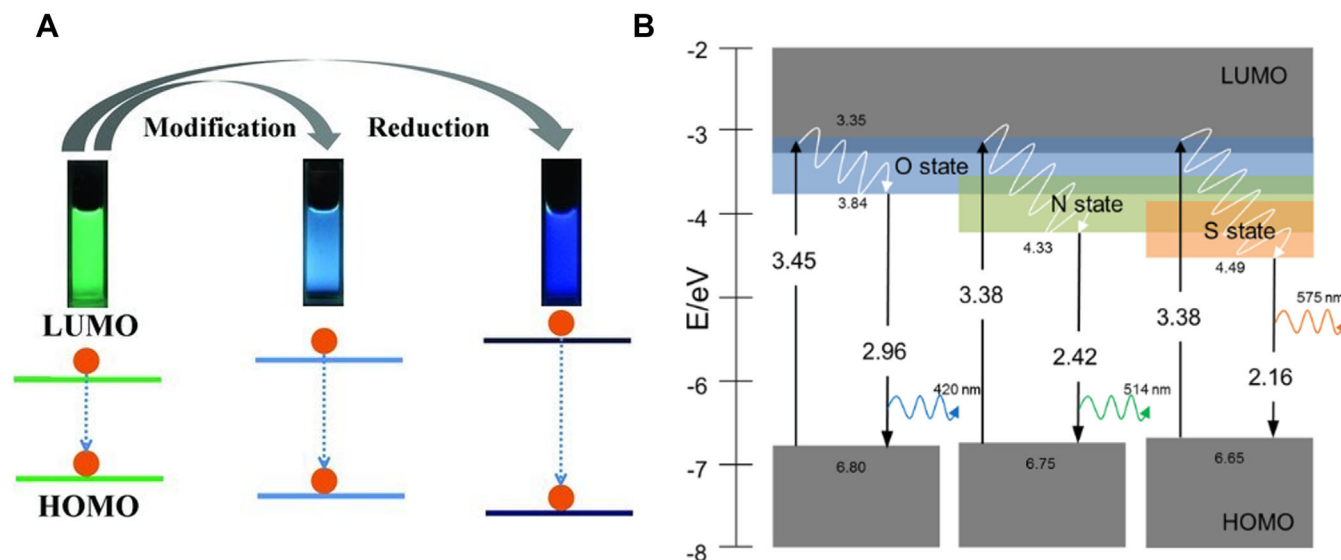 A
Modification
Reduction
LUMO
HOMO
B
E/eV
-2
-3
-4
-5
-6
-7
-8
LUMO
3.35
O state
3.84
N state
4.33
S state
4.49
3.45
2.96
3.38
2.42
3.38
2.16
420 nm
514 nm
575 nm
6.80
6.75
6.65
HOMO